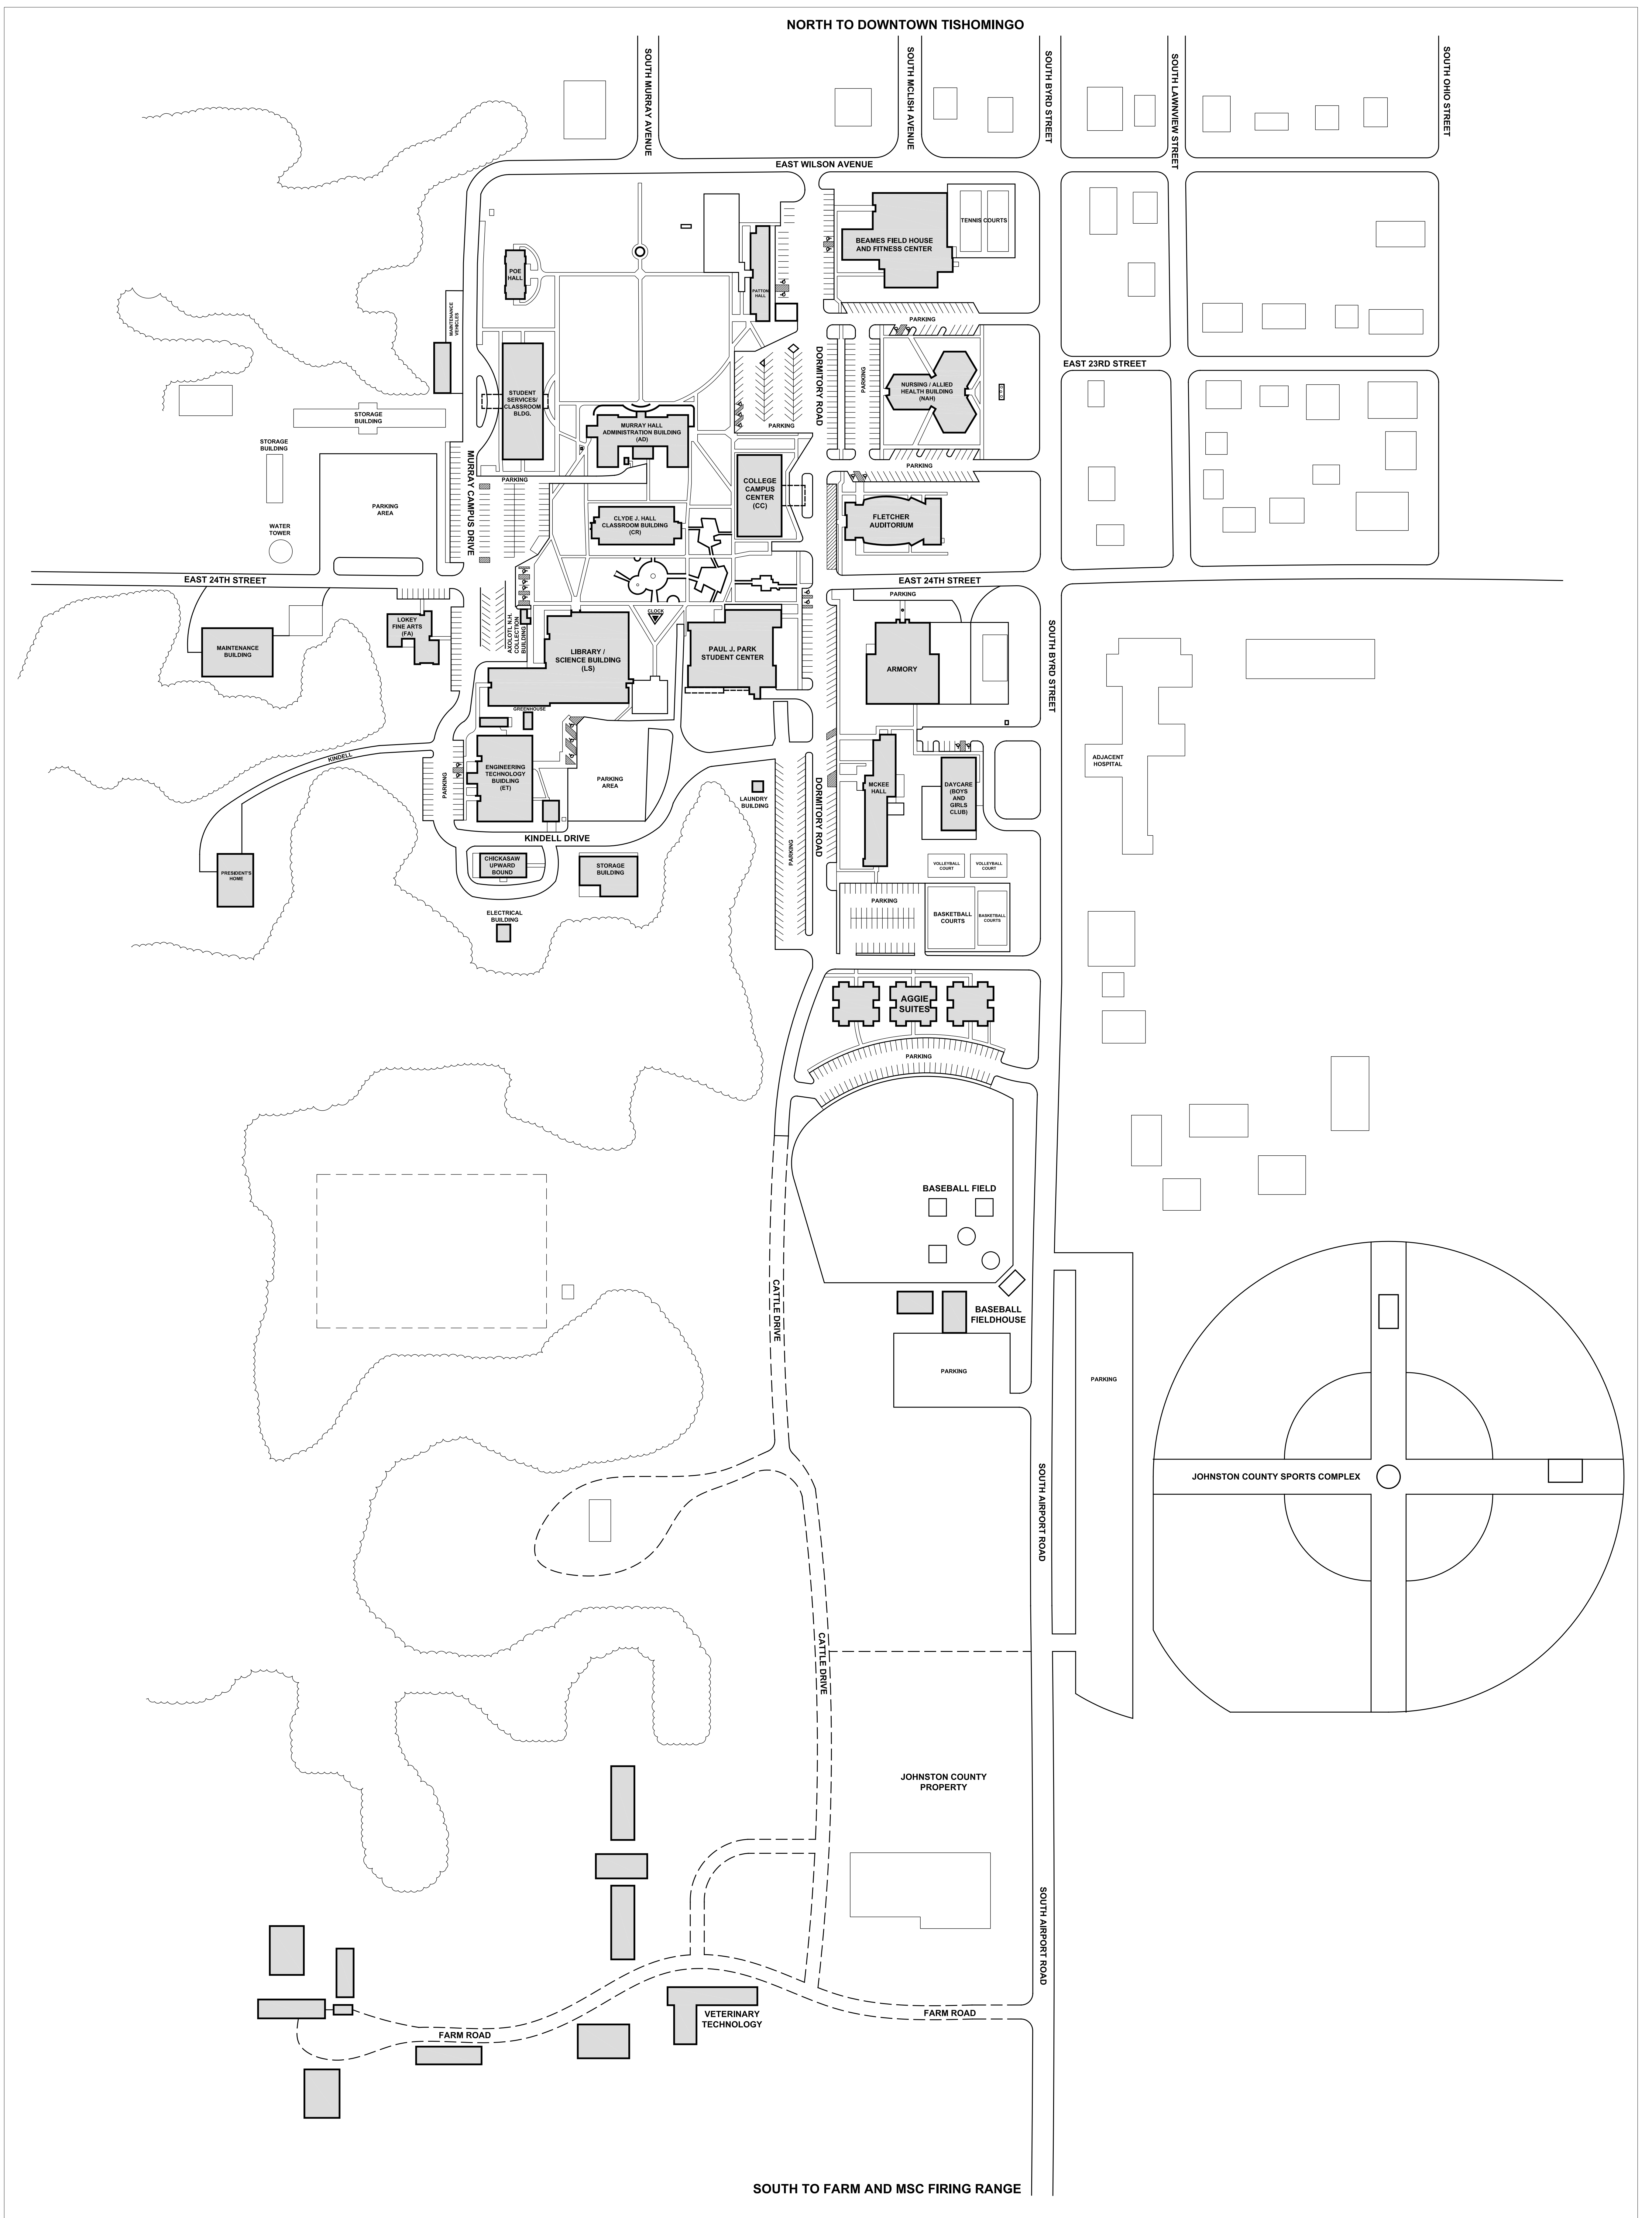 NORTH TO DOWNTOWN TISHOMINGO
SOUTH MURRAY AVENUE
SOUTH MCLISH AVENUE
SOUTH BYRD STREET
SOUTH LAWNVIEW STREET
SOUTH OHIO STREET
EAST WILSON AVENUE
TENNIS COURTS
BEAMES FIELD HOUSE
AND FITNESS CENTER
POE
HALL
PATTON
HALL
MAINTENANCE
VEHICLES
PARKING
DORMITORY ROAD
PARKING
EAST 23RD STREET
NURSING / ALLIED
HEALTH BUILDING
(NAH)
STUDENT
SERVICES/
CLASSROOM
BLDG.
STORAGE
BUILDING
MURRAY HALL
ADMINISTRATION BUILDING
(AD)
PARKING
STORAGE
BUILDING
MURRAY CAMPUS DRIVE
PARKING
PARKING
COLLEGE
CAMPUS
CENTER
(CC)
PARKING
AREA
CLYDE J. HALL
CLASSROOM BUILDING
(CR)
FLETCHER
AUDITORIUM
WATER
TOWER
EAST 24TH STREET
EAST 24TH STREET
PARKING
CLOCK
LOKEY
FINE ARTS
(FA)
AXOLOTL N.H.
COLLECTION
BUILDING
MAINTENANCE
BUILDING
LIBRARY /
SCIENCE BUILDING
(LS)
PAUL J. PARK
STUDENT CENTER
ARMORY
SOUTH BYRD STREET
GREENHOUSE
KINDELL
ADJACENT
HOSPITAL
ENGINEERING
TECHNOLOGY
BUIDLING
(ET)
PARKING
PARKING
AREA
LAUNDRY
BUILDING
DORMITORY ROAD
MCKEE
HALL
DAYCARE
(BOYS
AND
GIRLS
CLUB)
KINDELL DRIVE
PARKING
CHICKASAW
UPWARD
BOUND
STORAGE
BUILDING
VOLLEYBALL
COURT
VOLLEYBALL
COURT
PRESIDENT'S
HOME
PARKING
ELECTRICAL
BUILDING
BASKETBALL
COURTS
BASKETBALL
COURTS
AGGIE
SUITES
PARKING
BASEBALL FIELD
CATTLE DRIVE
BASEBALL
FIELDHOUSE
PARKING
PARKING
JOHNSTON COUNTY SPORTS COMPLEX
SOUTH AIRPORT ROAD
CATTLE DRIVE
JOHNSTON COUNTY
PROPERTY
SOUTH AIRPORT ROAD
VETERINARY
TECHNOLOGY
FARM ROAD
FARM ROAD
SOUTH TO FARM AND MSC FIRING RANGE